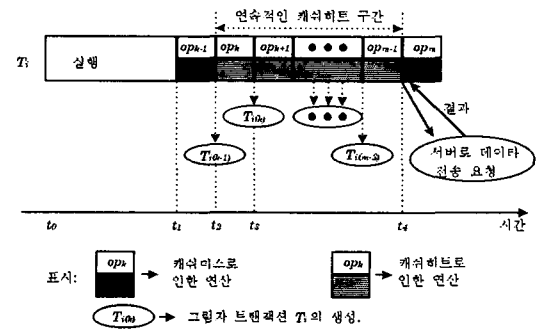 연속적인 캐쉬히트 구간
Ti 실행 opk-1 opk opk+1 ● ● ● opm-1 opm
Ti(k) ● ● ● 결과
Ti(k-1) Ti(m-2) 서버로 데이타
전송 요청
t0 t1 t2 t3 t4 시간
표시: opk 캐쉬미스로
인한 연산
opk 캐쉬히트로
인한 연산
Ti(k) 그림자 트랜잭션 Ti의 생성.